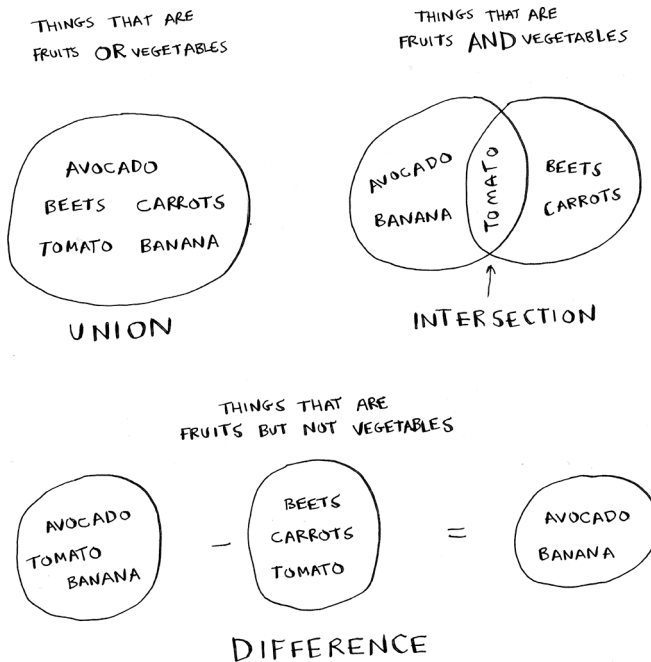 THINGS THAT ARE
FRUITS OR VEGETABLES
AVOCADO
BEETS CARROTS
TOMATO BANANA
UNION
THINGS THAT ARE
FRUITS AND VEGETABLES
AVOCADO
BANANA
TOMATO
BEETS
CARROTS
INTERSECTION
THINGS THAT ARE
FRUITS BUT NOT VEGETABLES
AVOCADO
TOMATO
BANANA
-
BEETS
CARROTS
TOMATO
=
AVOCADO
BANANA
DIFFERENCE